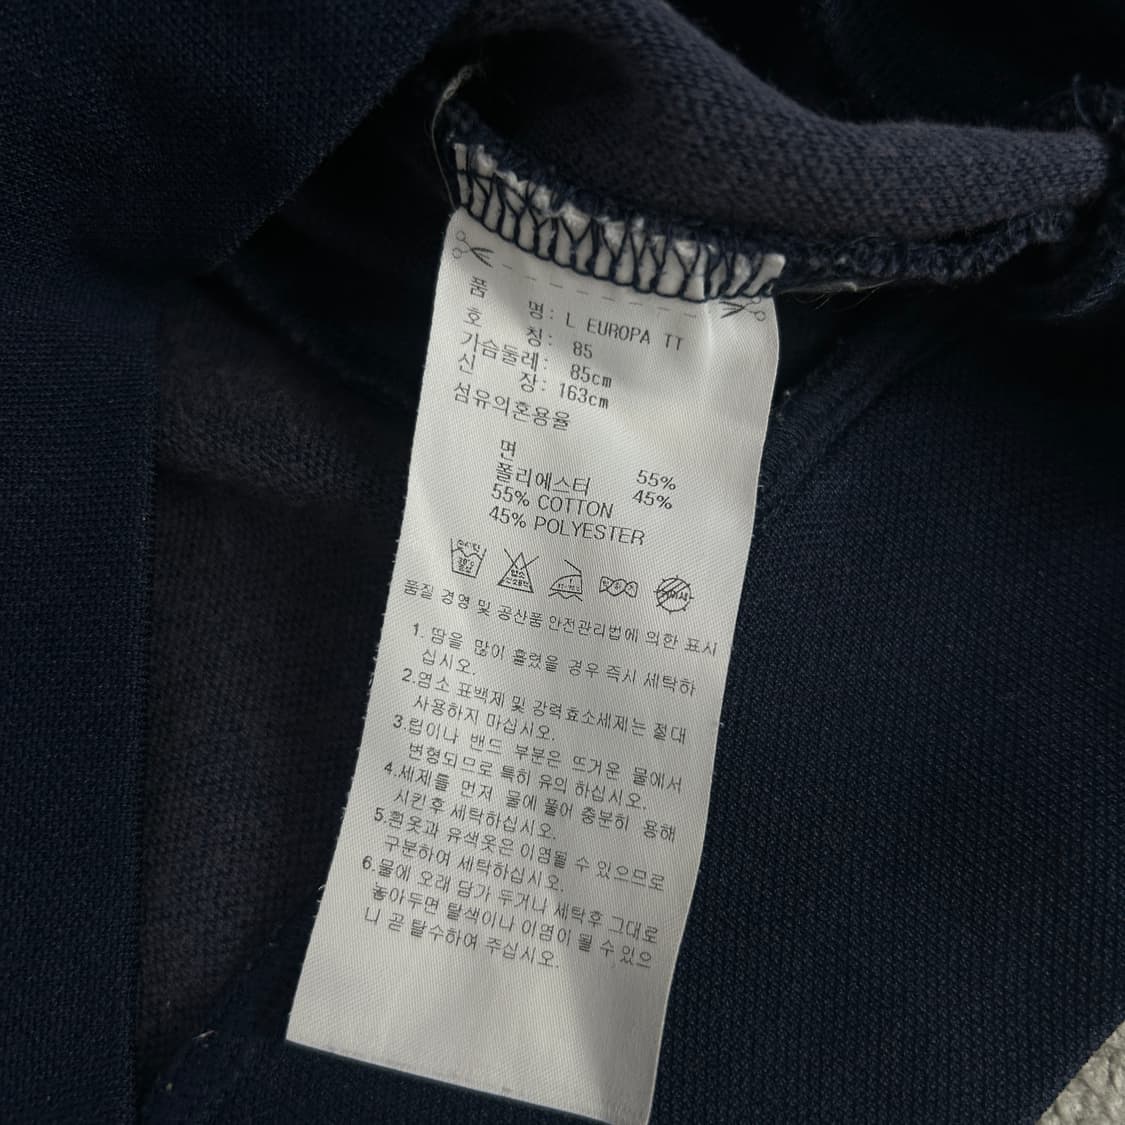 품 명: L EUROPA TT
호 칭: 85
가슴둘레: 85cm
신 장: 163cm
섬유의혼용율
면 55%
폴리에스터 45%
55% COTTON
45% POLYESTER
품질 경영 및 공산품 안전관리법에 의한 표시
1. 땀을 많이 흘렸을 경우 즉시 세탁하
십시오.
2.염소 표백제 및 강력효소세제는 절대
사용하지 마십시오.
3.립이나 밴드 부분은 뜨거운 물에서
변형되므로 특히 유의 하십시오.
4.세제를 먼저 물에 풀어 충분히 용해
시킨후 세탁하십시오.
5.흰옷과 유색옷은 이염될 수 있으므로
구분하여 세탁하십시오.
6.물에 오래 담가 두거나 세탁후 그대로
놓아두면 탈색이나 이염이 될 수 있으
니 곧 탈수하여 주십시오.